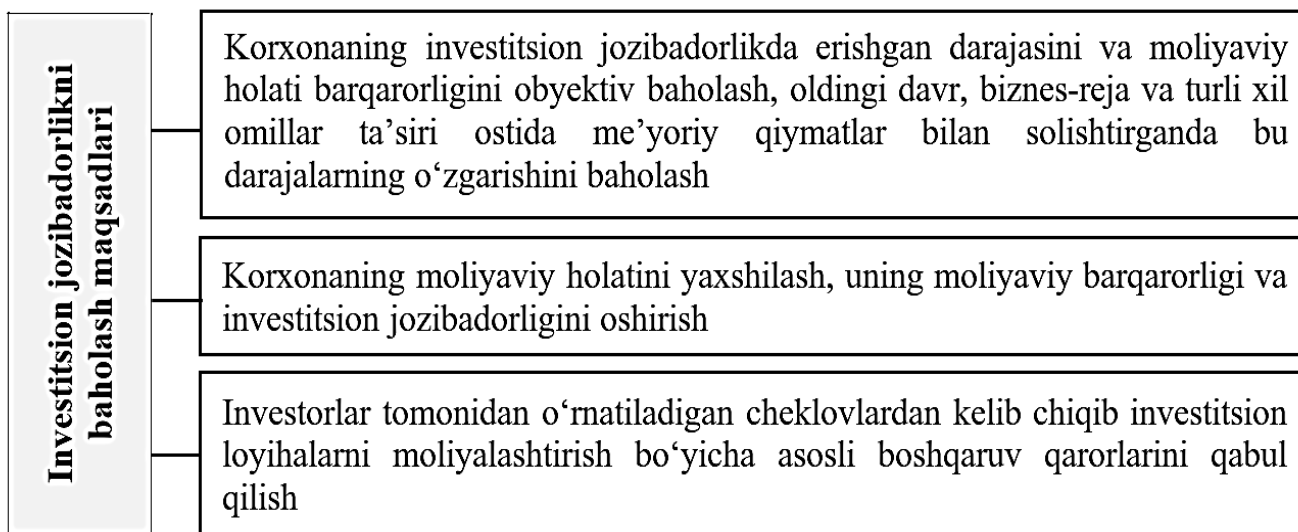 Investitsion jozibadorlikni
baholash maqsadlari
Korxonaning investitsion jozibadorlikda erishgan darajasini va moliyaviy
holati barqarorligini obyektiv baholash, oldingi davr, biznes-reja va turli xil
omillar ta’siri ostida me’yoriy qiymatlar bilan solishtirganda bu
darajalarning o‘zgarishini baholash
Korxonaning moliyaviy holatini yaxshilash, uning moliyaviy barqarorligi va
investitsion jozibadorligini oshirish
Investorlar tomonidan o‘rnatiladigan cheklovlardan kelib chiqib investitsion
loyihalarni moliyalashtirish bo‘yicha asosli boshqaruv qarorlarini qabul
qilish